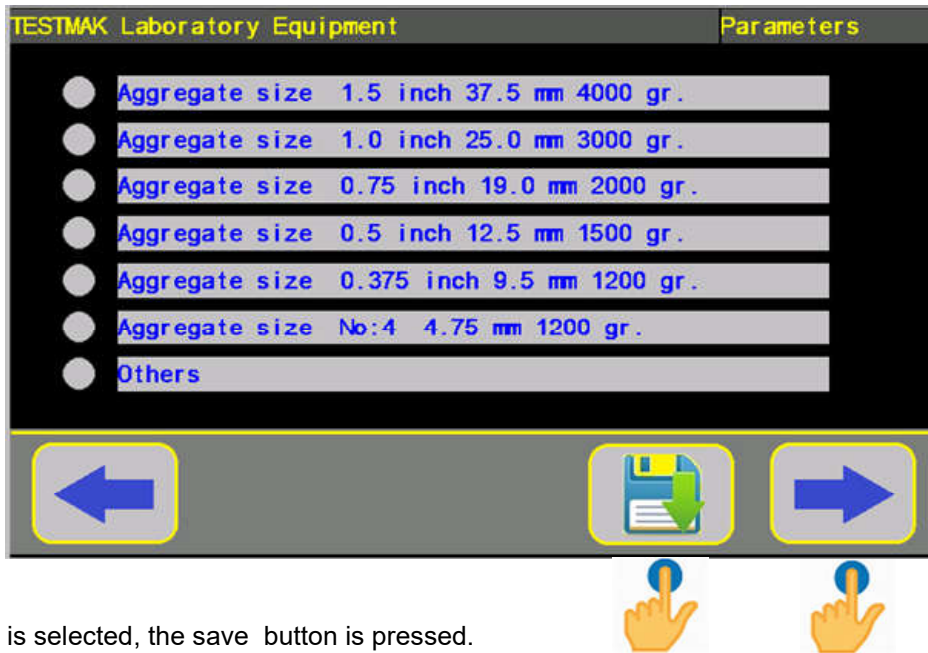 TESTMAK Laboratory Equipment Parameters
Aggregate size 1.5 inch 37.5 mm 4000 gr.
Aggregate size 1.0 inch 25.0 mm 3000 gr.
Aggregate size 0.75 inch 19.0 mm 2000 gr.
Aggregate size 0.5 inch 12.5 mm 1500 gr.
Aggregate size 0.375 inch 9.5 mm 1200 gr.
Aggregate size No:4 4.75 mm 1200 gr.
Others
is selected, the save button is pressed.